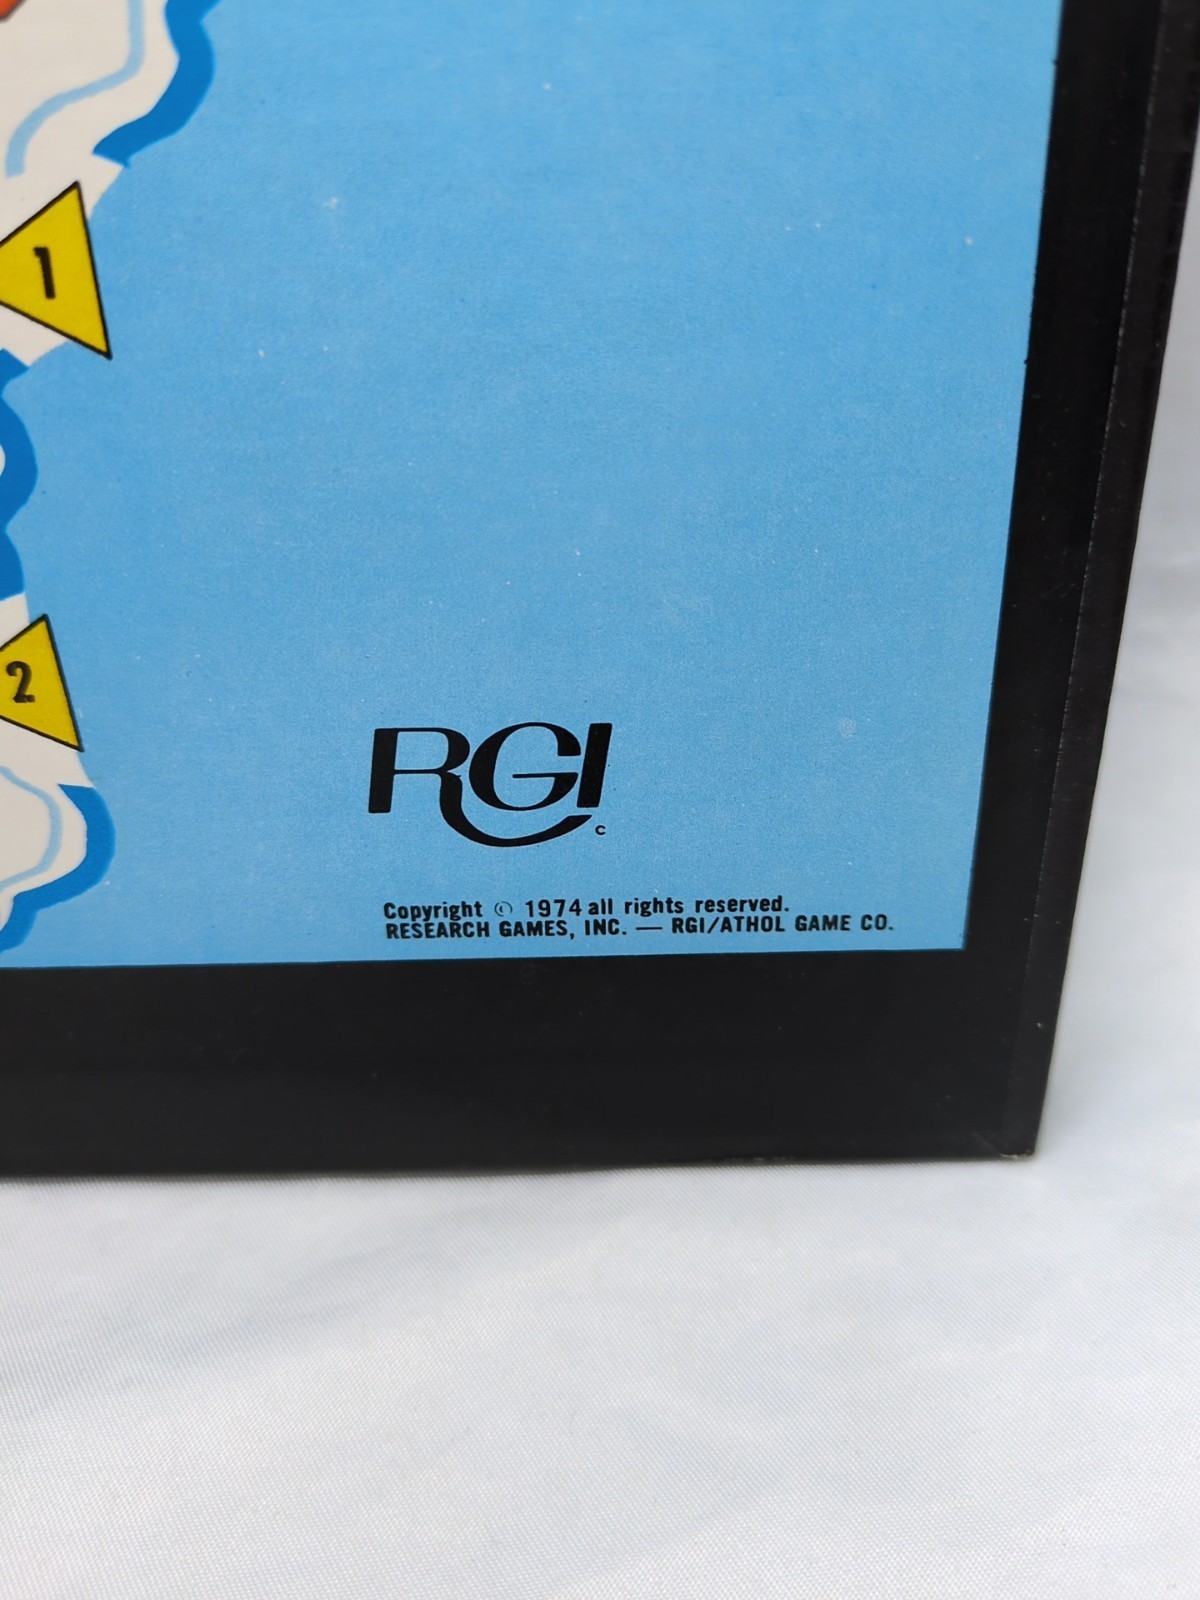 1
2
RGI
c
Copyright © 1974 all rights reserved.
RESEARCH GAMES, INC. — RGI/ATHOL GAME CO.